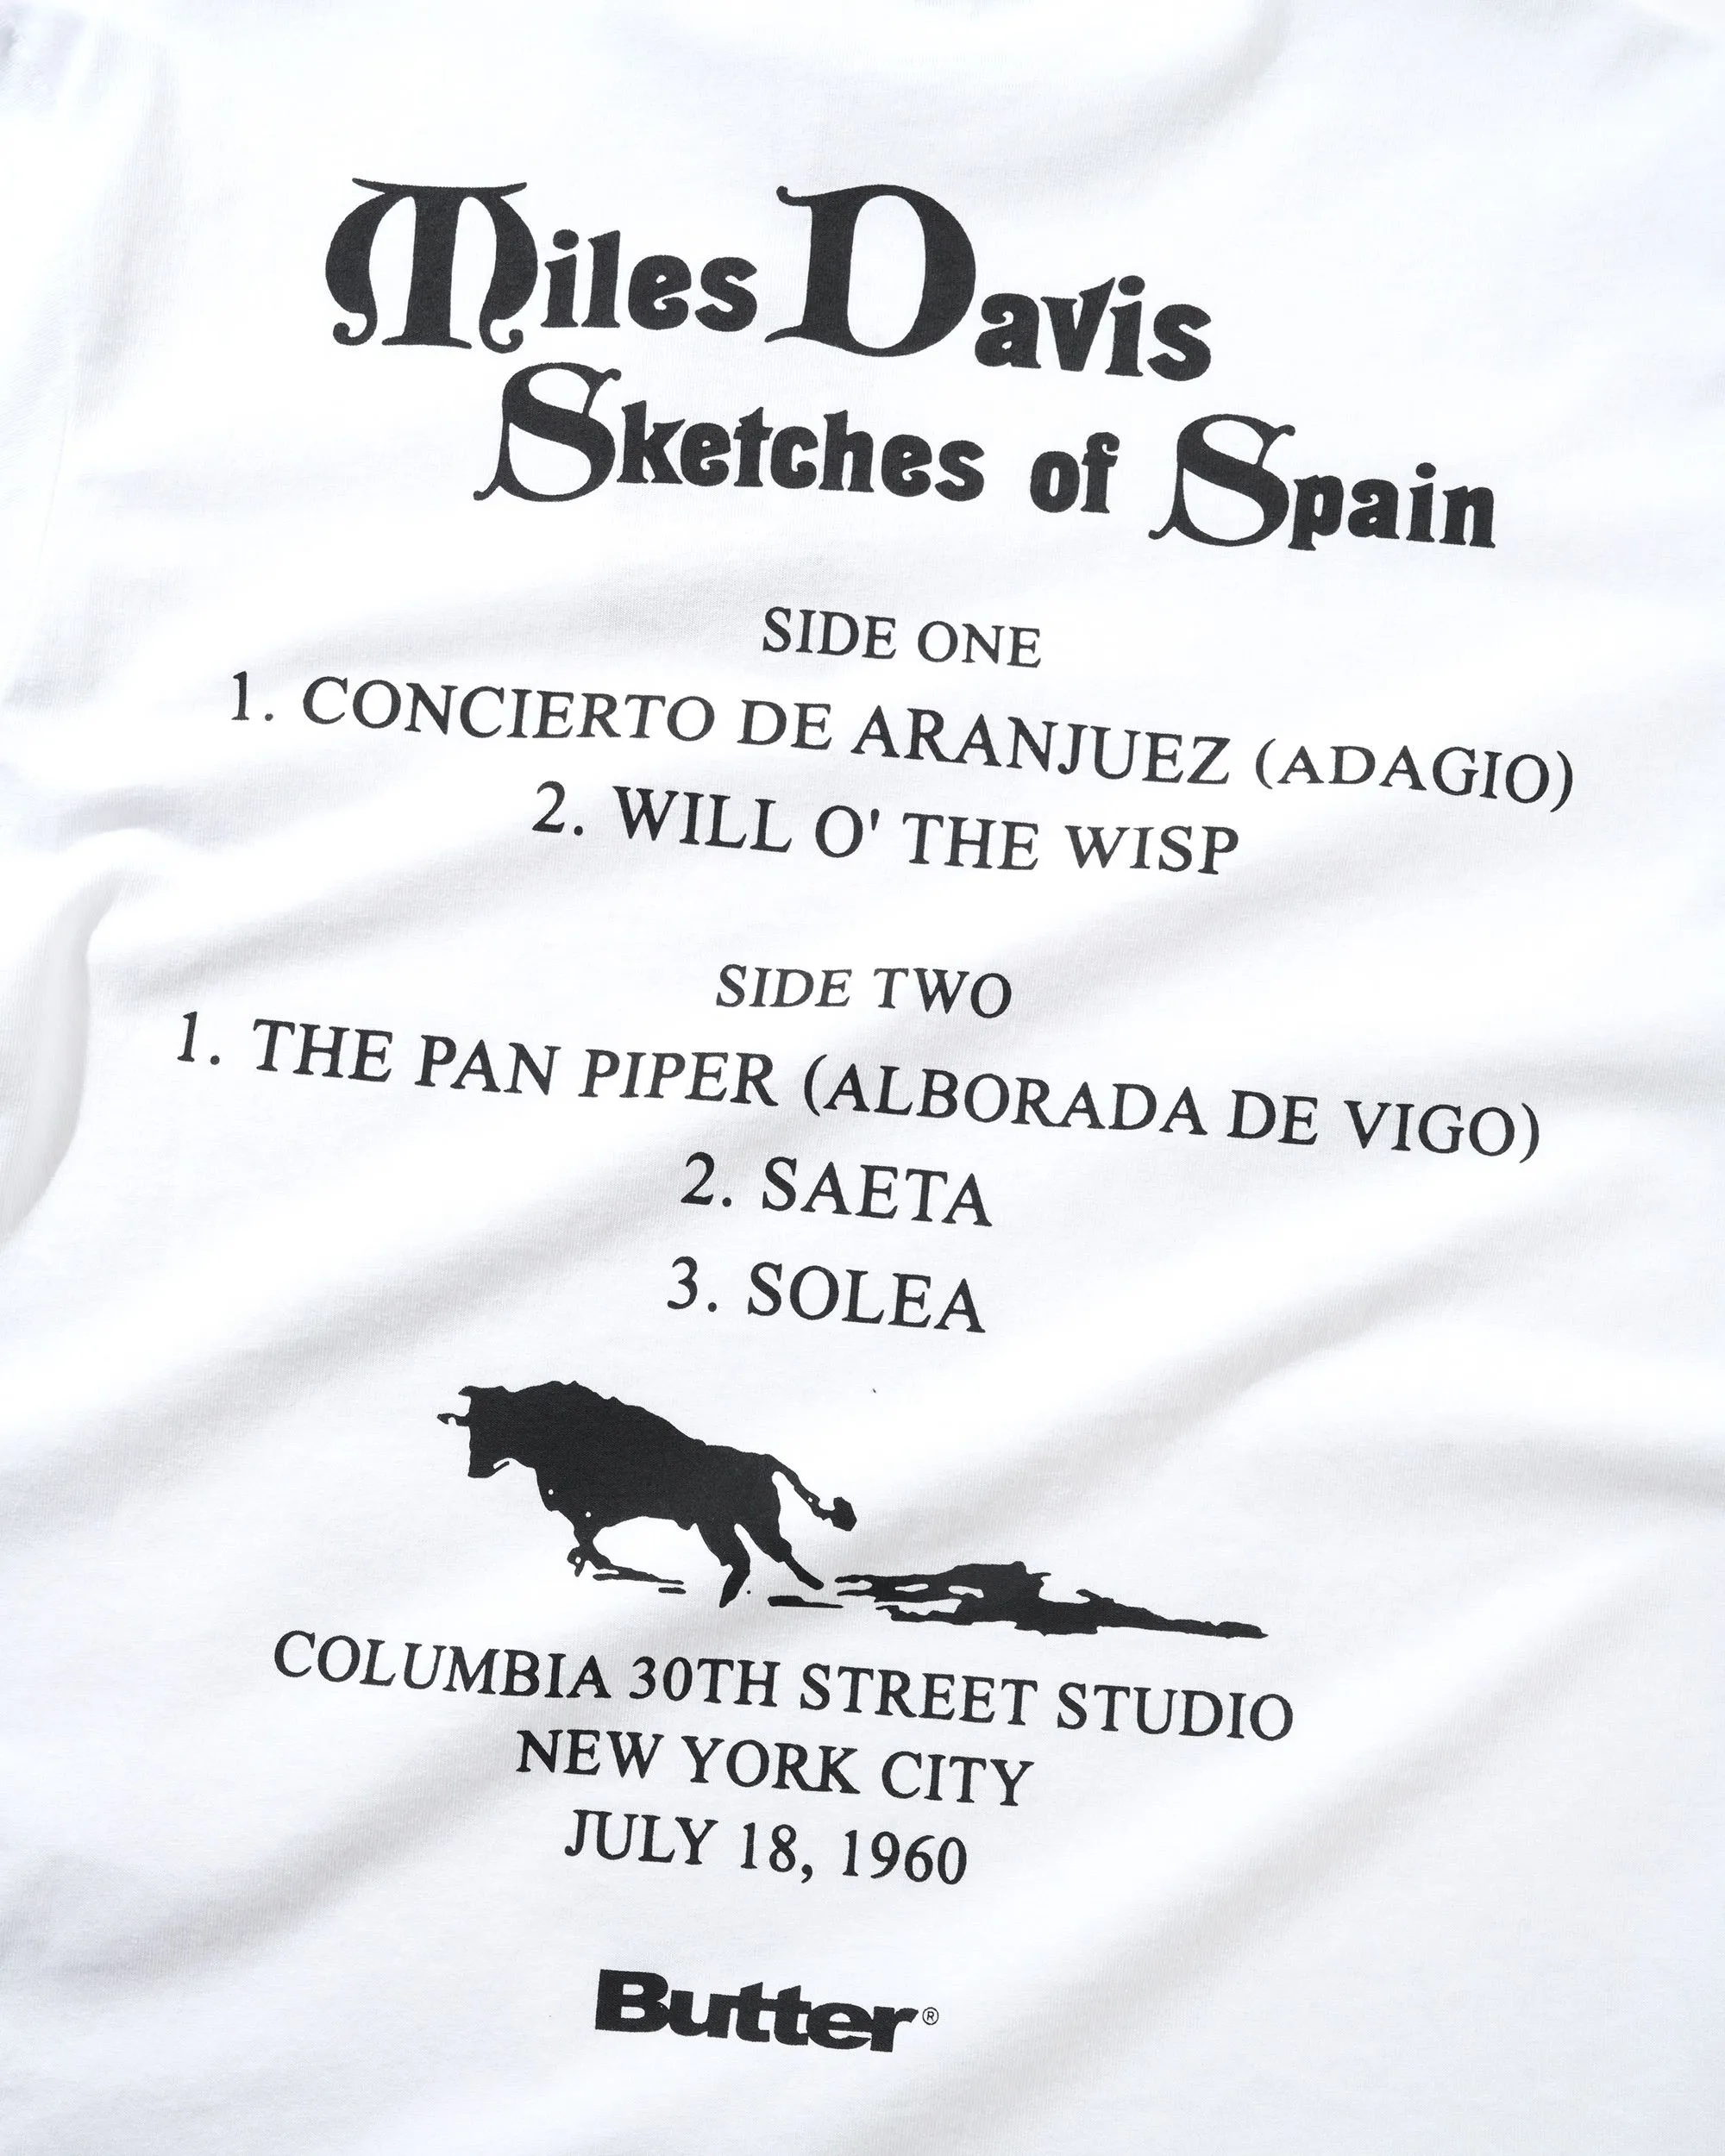 Miles Davis
Sketches of Spain
SIDE ONE
1. CONCIERTO DE ARANJUEZ (ADAGIO)
2. WILL O' THE WISP
SIDE TWO
1. THE PAN PIPER (ALBORADA DE VIGO)
2. SAETA
3. SOLEA
COLUMBIA 30TH STREET STUDIO
NEW YORK CITY
JULY 18, 1960
Butter®